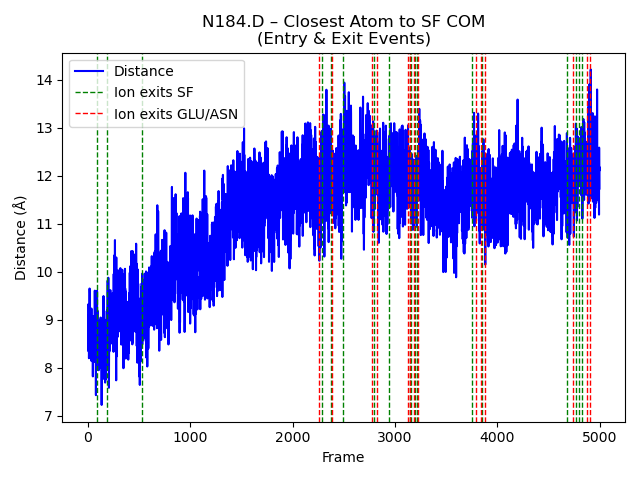 N184.D – Closest Atom to SF COM
(Entry & Exit Events)
Distance
Ion exits SF
Ion exits GLU/ASN
Distance (Å)
14
13
12
11
10
9
8
7
0
1000
2000
3000
4000
5000
Frame